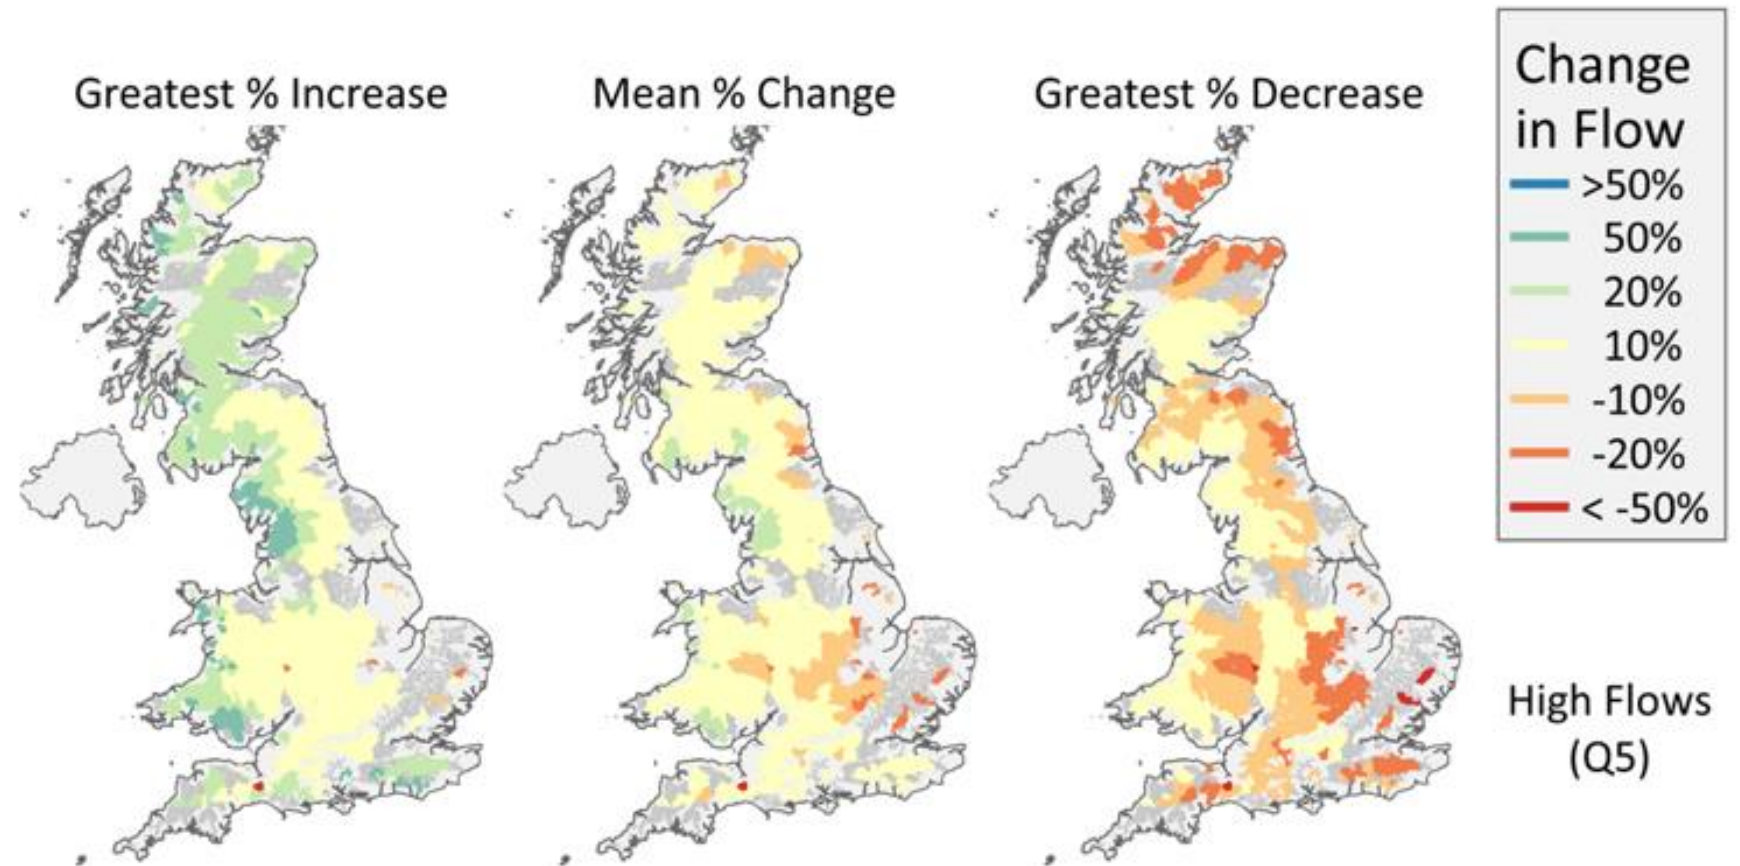 Greatest % Increase
Mean % Change
Greatest % Decrease
Change
in Flow
>50%
50%
20%
10%
-10%
-20%
< -50%
High Flows
(Q5)